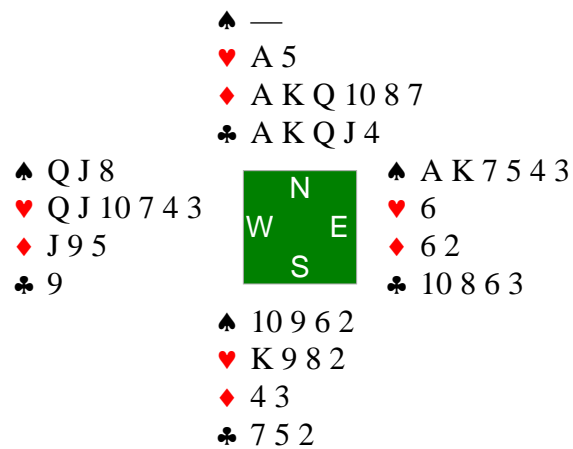 ♠ —
♥ A 5
♦ A K Q 10 8 7
♣ A K Q J 4
♠ Q J 8
♥ Q J 10 7 4 3
♦ J 9 5
♣ 9
N
W E
S
♠ A K 7 5 4 3
♥ 6
♦ 6 2
♣ 10 8 6 3
♠ 10 9 6 2
♥ K 9 8 2
♦ 4 3
♣ 7 5 2